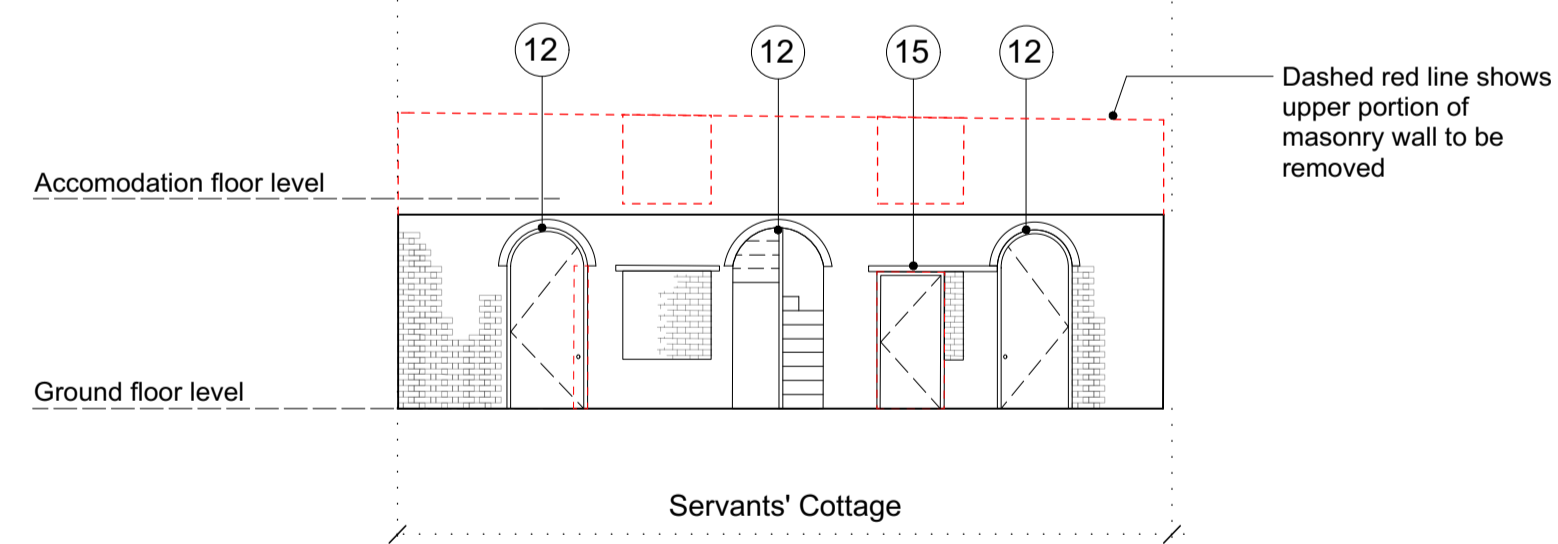 12
12
15
12
Dashed red line shows
upper portion of
masonry wall to be
removed
Accomodation floor level
Ground floor level
Servants' Cottage